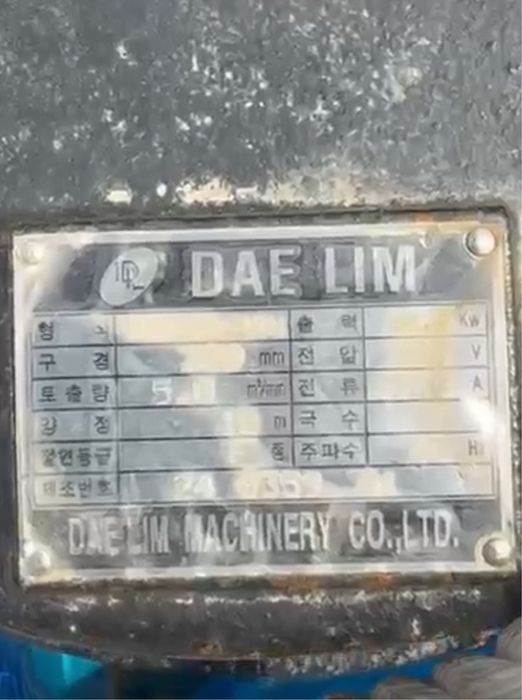 DAE LIM
형 출력 KW
구경 mm 전압 V
토출량 m³/min 전류 A
양정 m 극수
절연등급 종 주파수 Hz
제조번호
DAE LIM MACHINERY CO.,LTD.